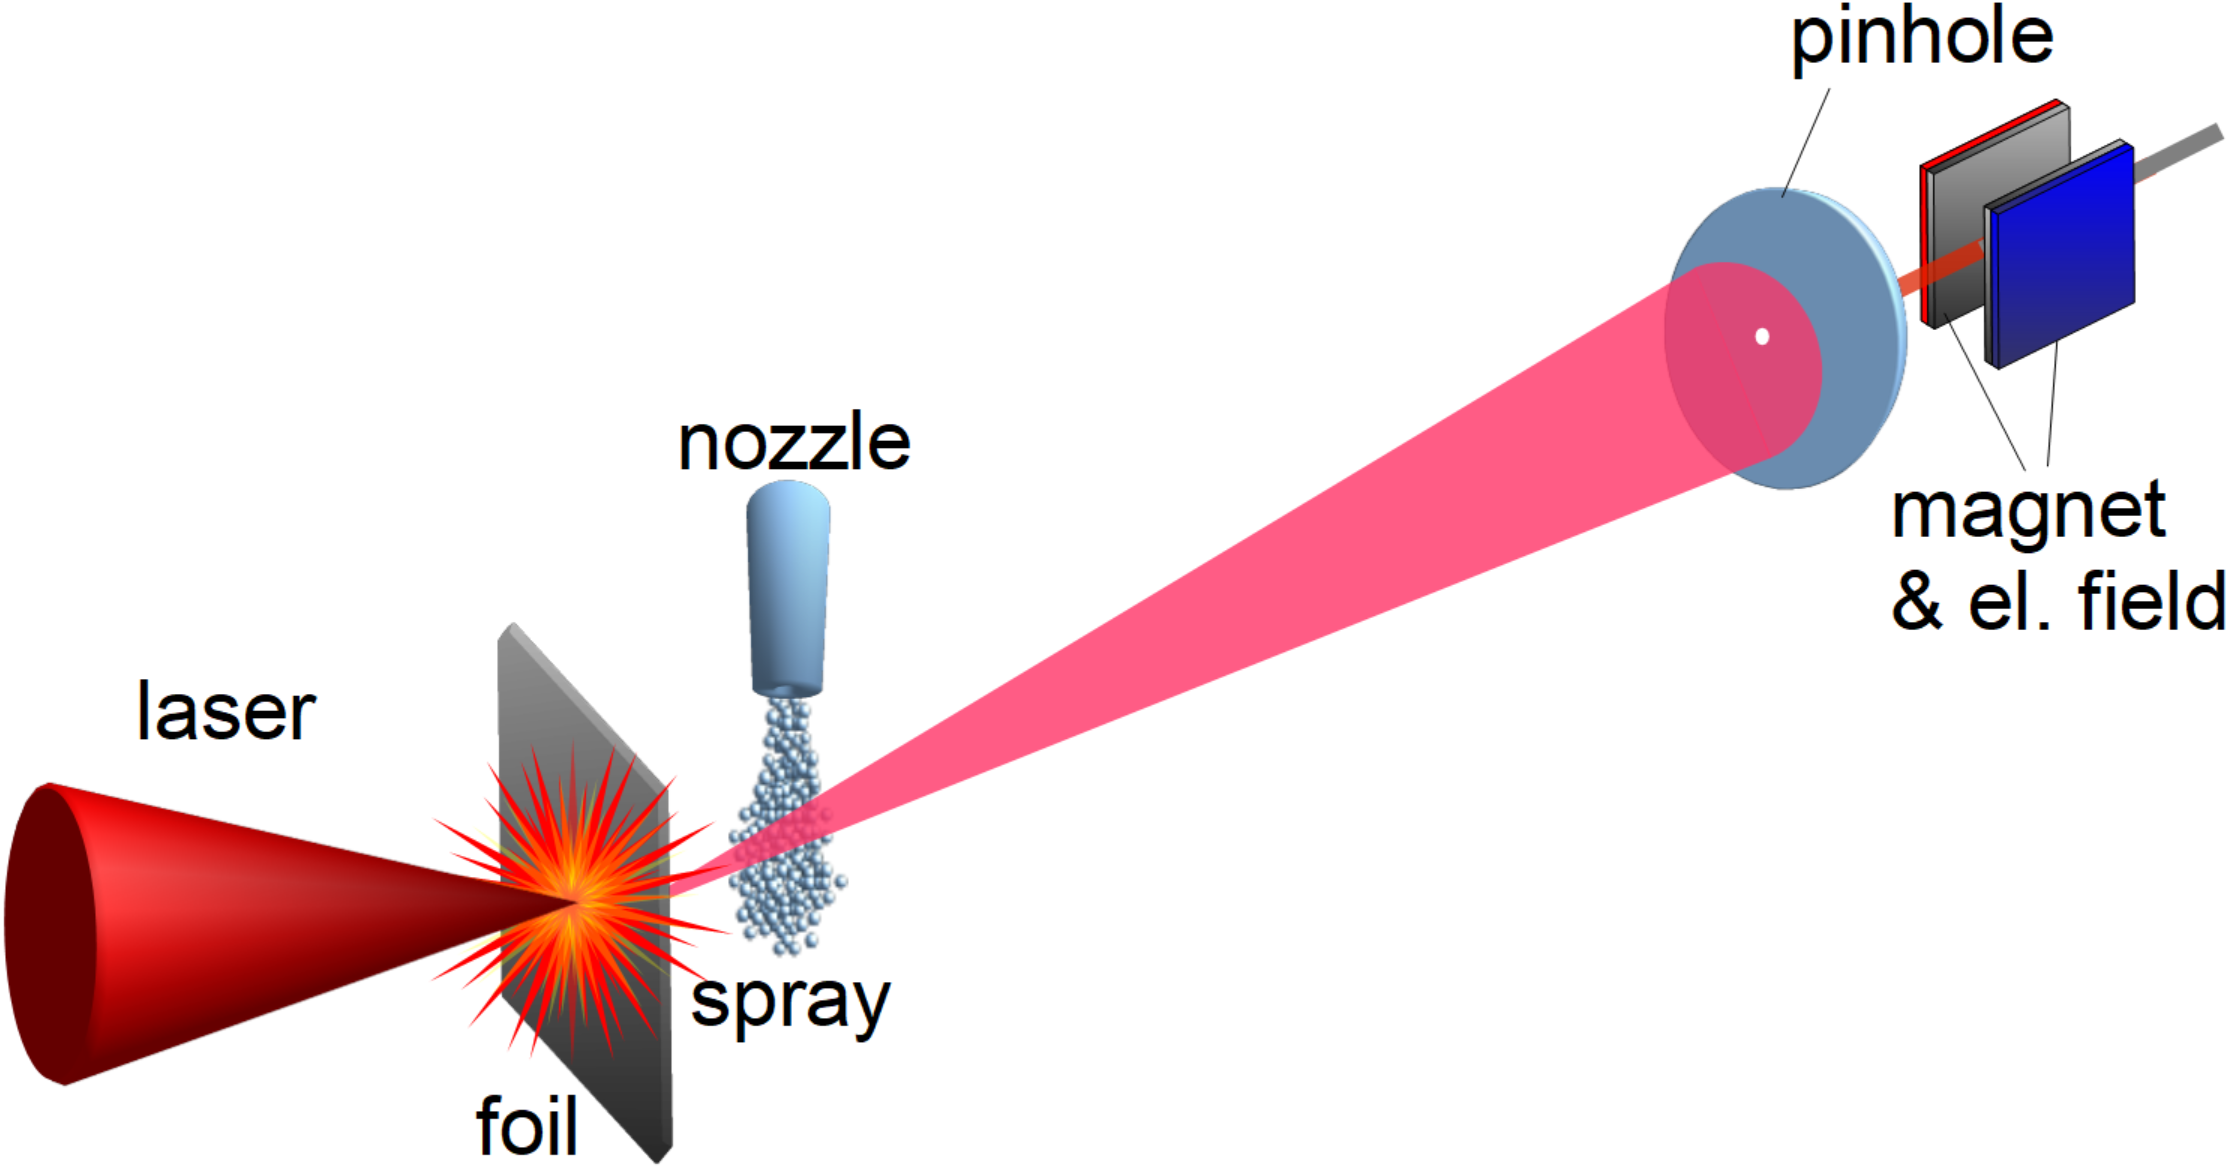 pinhole
nozzle
magnet
& el. field
laser
spray
foil